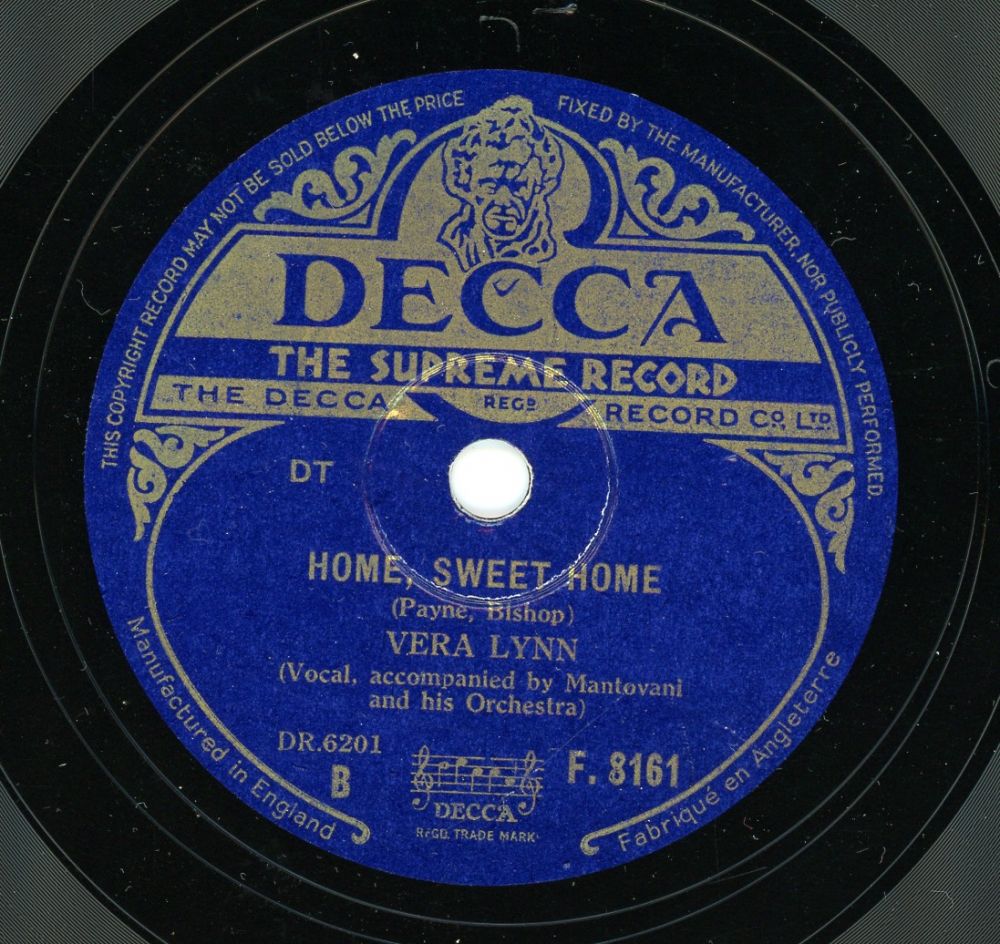 THIS COPYRIGHT RECORD MAY NOT BE SOLD BELOW THE PRICE FIXED BY THE MANUFACTURER, NOR PUBLICLY PERFORMED.
DECCA
THE SUPREME RECORD
THE DECCA REGD RECORD CO. LTD.
DT
HOME, SWEET HOME
(Payne, Bishop)
VERA LYNN
(Vocal, accompanied by Mantovani
and his Orchestra)
DR.6201
B
F. 8161
DECCA
REGD. TRADE MARK
Manufactured in England
Fabriqué en Angleterre